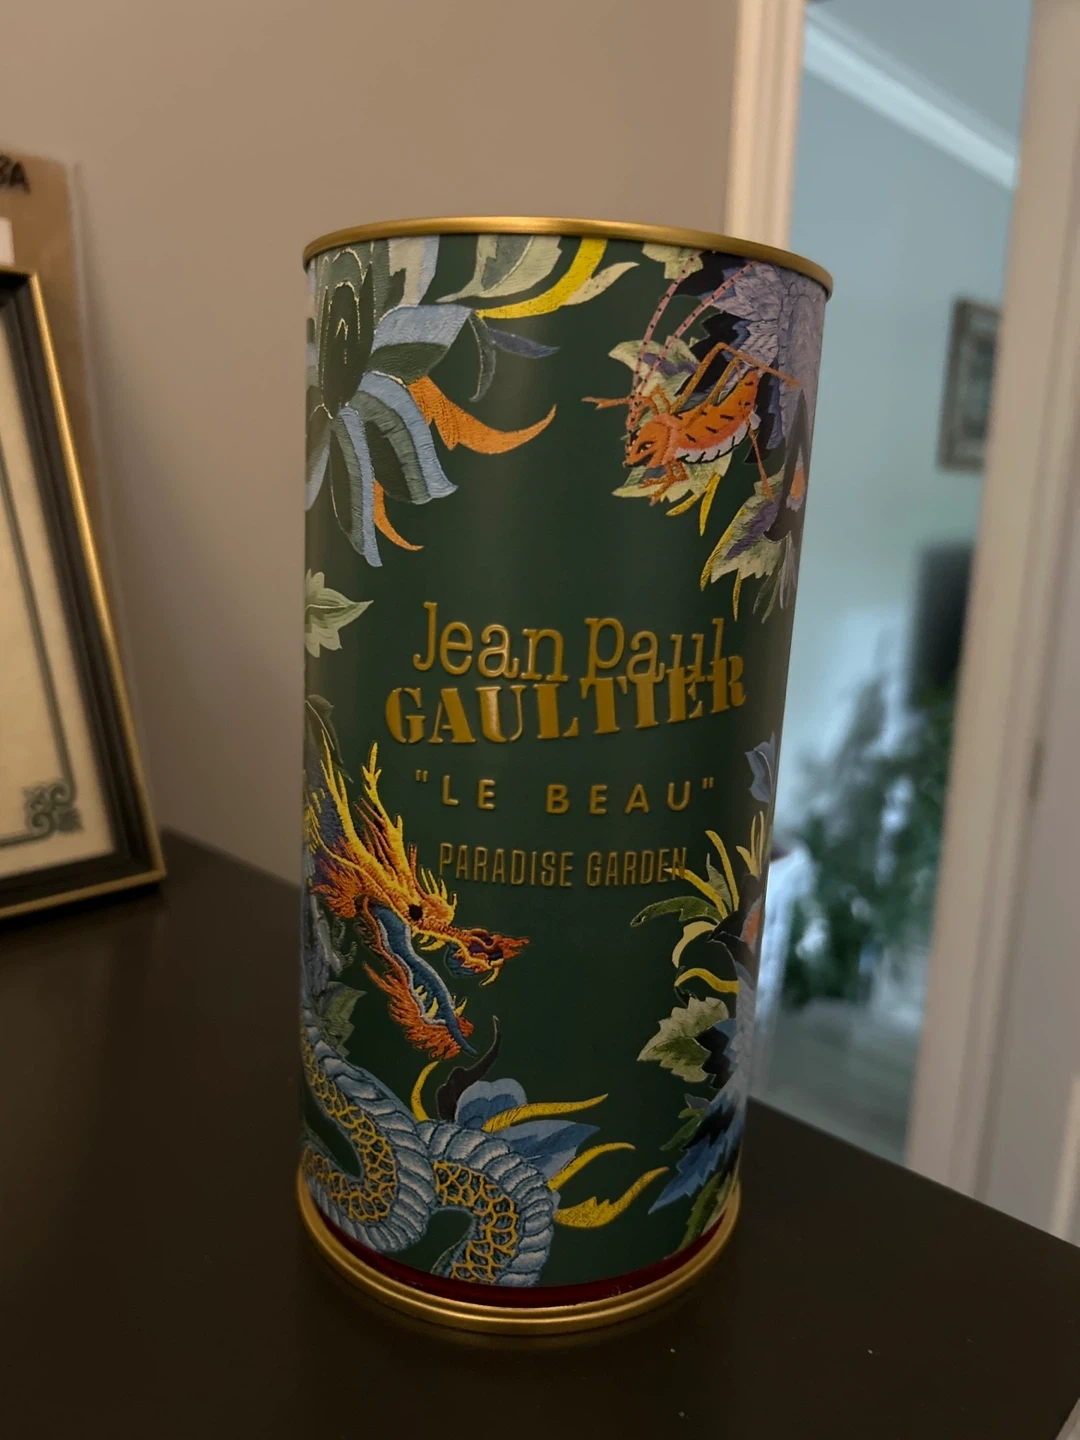 Jean Paul
GAULTIER
"LE BEAU"
PARADISE GARDEN